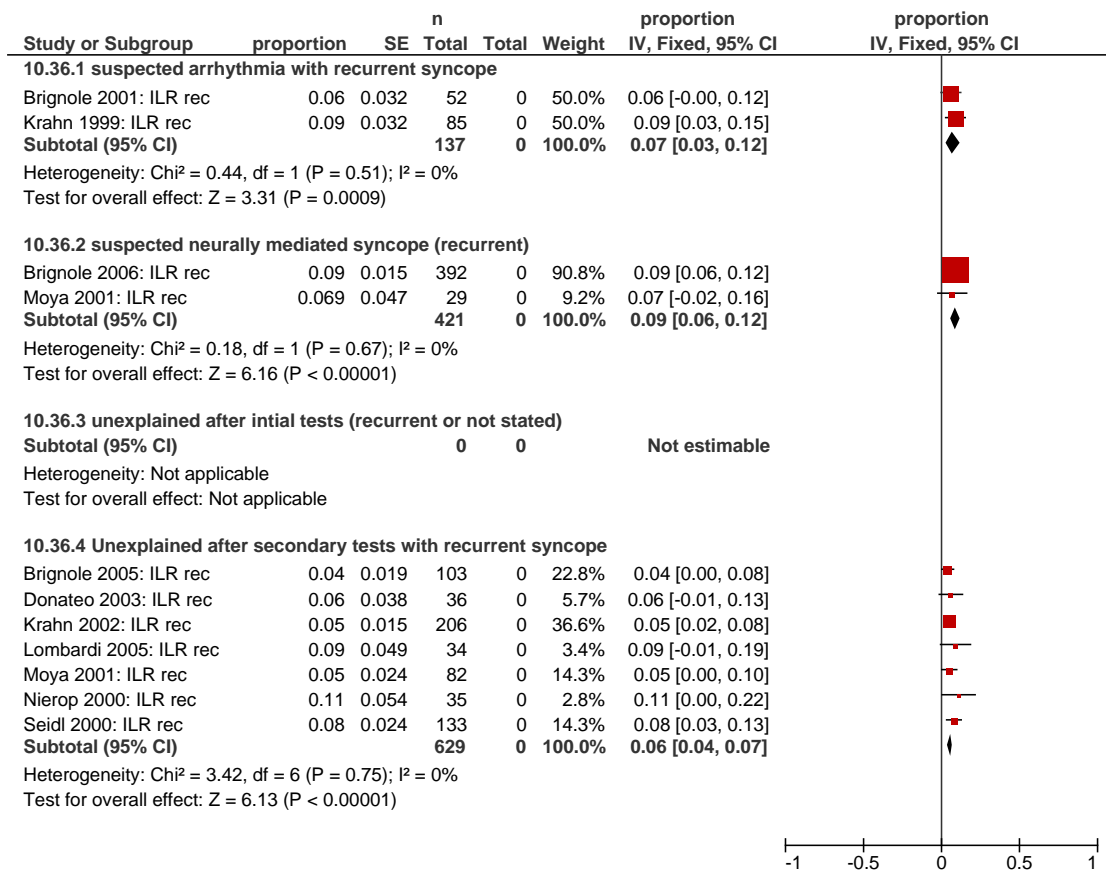 n proportion proportion
Study or Subgroup proportion SE Total Total Weight IV, Fixed, 95% CI IV, Fixed, 95% CI
10.36.1 suspected arrhythmia with recurrent syncope
Brignole 2001: ILR rec 0.06 0.032 52 0 50.0% 0.06 [-0.00, 0.12]
Krahn 1999: ILR rec 0.09 0.032 85 0 50.0% 0.09 [0.03, 0.15]
Subtotal (95% CI) 137 0 100.0% 0.07 [0.03, 0.12]
Heterogeneity: Chi² = 0.44, df = 1 (P = 0.51); I² = 0%
Test for overall effect: Z = 3.31 (P = 0.0009)
10.36.2 suspected neurally mediated syncope (recurrent)
Brignole 2006: ILR rec 0.09 0.015 392 0 90.8% 0.09 [0.06, 0.12]
Moya 2001: ILR rec 0.069 0.047 29 0 9.2% 0.07 [-0.02, 0.16]
Subtotal (95% CI) 421 0 100.0% 0.09 [0.06, 0.12]
Heterogeneity: Chi² = 0.18, df = 1 (P = 0.67); I² = 0%
Test for overall effect: Z = 6.16 (P < 0.00001)
10.36.3 unexplained after intial tests (recurrent or not stated)
Subtotal (95% CI) 0 0 Not estimable
Heterogeneity: Not applicable
Test for overall effect: Not applicable
10.36.4 Unexplained after secondary tests with recurrent syncope
Brignole 2005: ILR rec 0.04 0.019 103 0 22.8% 0.04 [0.00, 0.08]
Donateo 2003: ILR rec 0.06 0.038 36 0 5.7% 0.06 [-0.01, 0.13]
Krahn 2002: ILR rec 0.05 0.015 206 0 36.6% 0.05 [0.02, 0.08]
Lombardi 2005: ILR rec 0.09 0.049 34 0 3.4% 0.09 [-0.01, 0.19]
Moya 2001: ILR rec 0.05 0.024 82 0 14.3% 0.05 [0.00, 0.10]
Nierop 2000: ILR rec 0.11 0.054 35 0 2.8% 0.11 [0.00, 0.22]
Seidl 2000: ILR rec 0.08 0.024 133 0 14.3% 0.08 [0.03, 0.13]
Subtotal (95% CI) 629 0 100.0% 0.06 [0.04, 0.07]
Heterogeneity: Chi² = 3.42, df = 6 (P = 0.75); I² = 0%
Test for overall effect: Z = 6.13 (P < 0.00001)
-1 -0.5 0 0.5 1